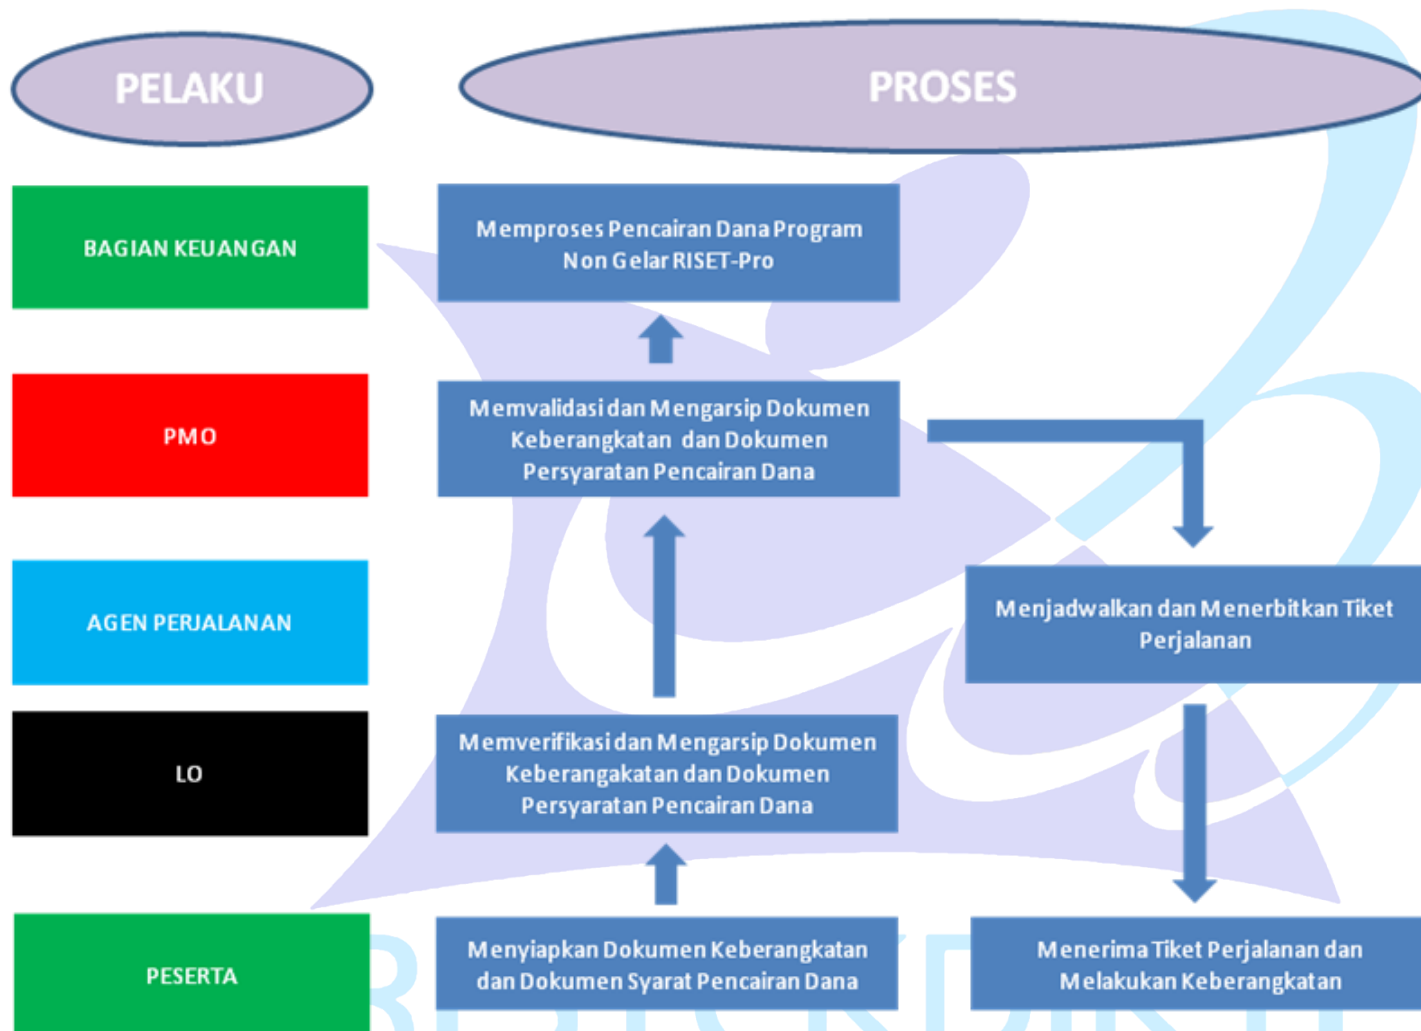 PELAKU
PROSES
BAGIAN KEUANGAN
Memproses Pencairan Dana Program
Non Gelar RISET-Pro
PMO
Memvalidasi dan Mengarsip Dokumen
Keberangkatan dan Dokumen
Persyaratan Pencairan Dana
AGEN PERJALANAN
Menjadwalkan dan Menerbitkan Tiket
Perjalanan
LO
Memverifikasi dan Mengarsip Dokumen
Keberangakatan dan Dokumen
Persyaratan Pencairan Dana
PESERTA
Menyiapkan Dokumen Keberangkatan
dan Dokumen Syarat Pencairan Dana
Menerima Tiket Perjalanan dan
Melakukan Keberangkatan